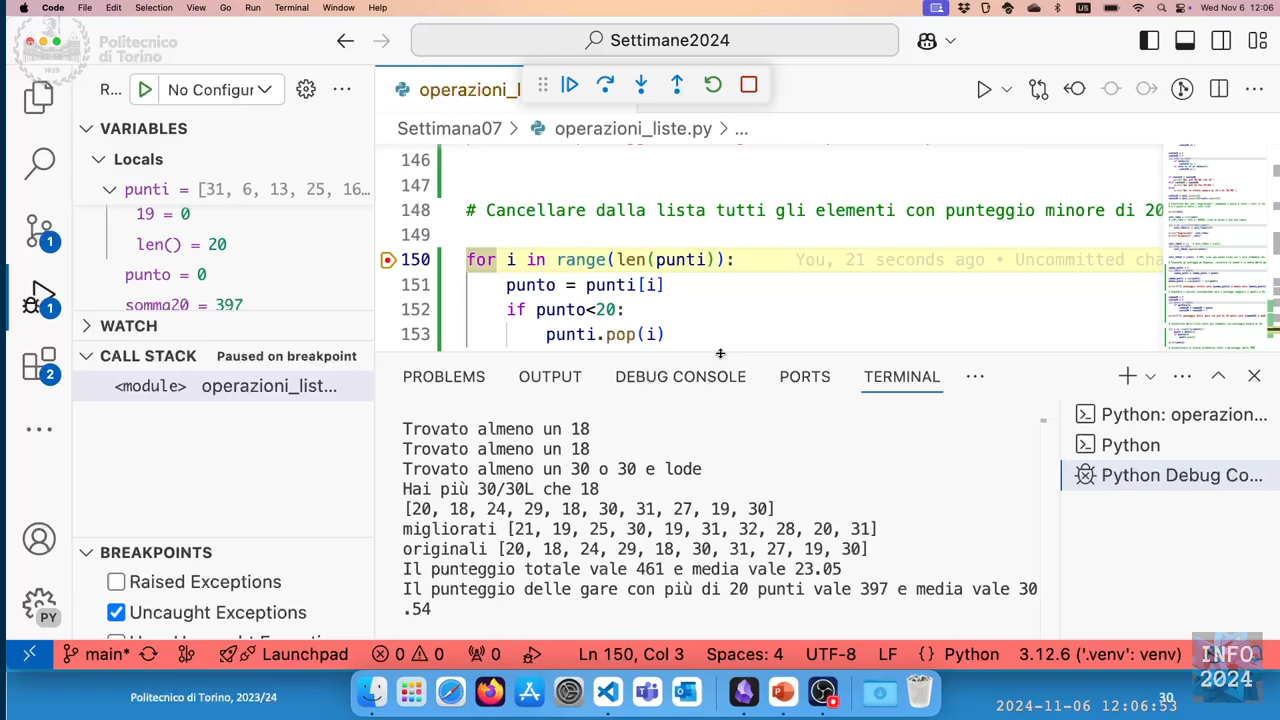 Code File Edit Selection View Go Run Terminal Window Help US Wed Nov 6 12:06
Politecnico
di Torino
1859
Settimane2024
R... No Configur
operazioni_l
VARIABLES
Settimana07 > operazioni_liste.py > ...
Locals
146
punti = [31, 6, 13, 25, 16...
147
19 = 0
148 # Cancellare dalla lista tutti gli elementi con punteggio minore di 20
len() = 20
149
150 for i in range(len(punti)): You, 21 seconds ago • Uncommitted cha
punto = 0
151 punto = punti[i]
somma20 = 397
152 if punto<20:
WATCH
153 punti.pop(i)
CALL STACK Paused on breakpoint
<module> operazioni_list...
PROBLEMS OUTPUT DEBUG CONSOLE PORTS TERMINAL ...
Trovato almeno un 18
Trovato almeno un 18
Trovato almeno un 30 o 30 e lode
Hai più 30/30L che 18
[20, 18, 24, 29, 18, 30, 31, 27, 19, 30]
migliorati [21, 19, 25, 30, 19, 31, 32, 28, 20, 31]
originali [20, 18, 24, 29, 18, 30, 31, 27, 19, 30]
Il punteggio totale vale 461 e media vale 23.05
Il punteggio delle gare con più di 20 punti vale 397 e media vale 30
.54
Python: operazion...
Python
Python Debug Co...
1
1
2
PY
BREAKPOINTS
Raised Exceptions
Uncaught Exceptions
main* Launchpad 0 0 0 Ln 150, Col 3 Spaces: 4 UTF-8 LF {} Python 3.12.6 ('.venv': venv)
INFO
2024
Politecnico di Torino, 2023/24
30
2024-11-06 12:06:53